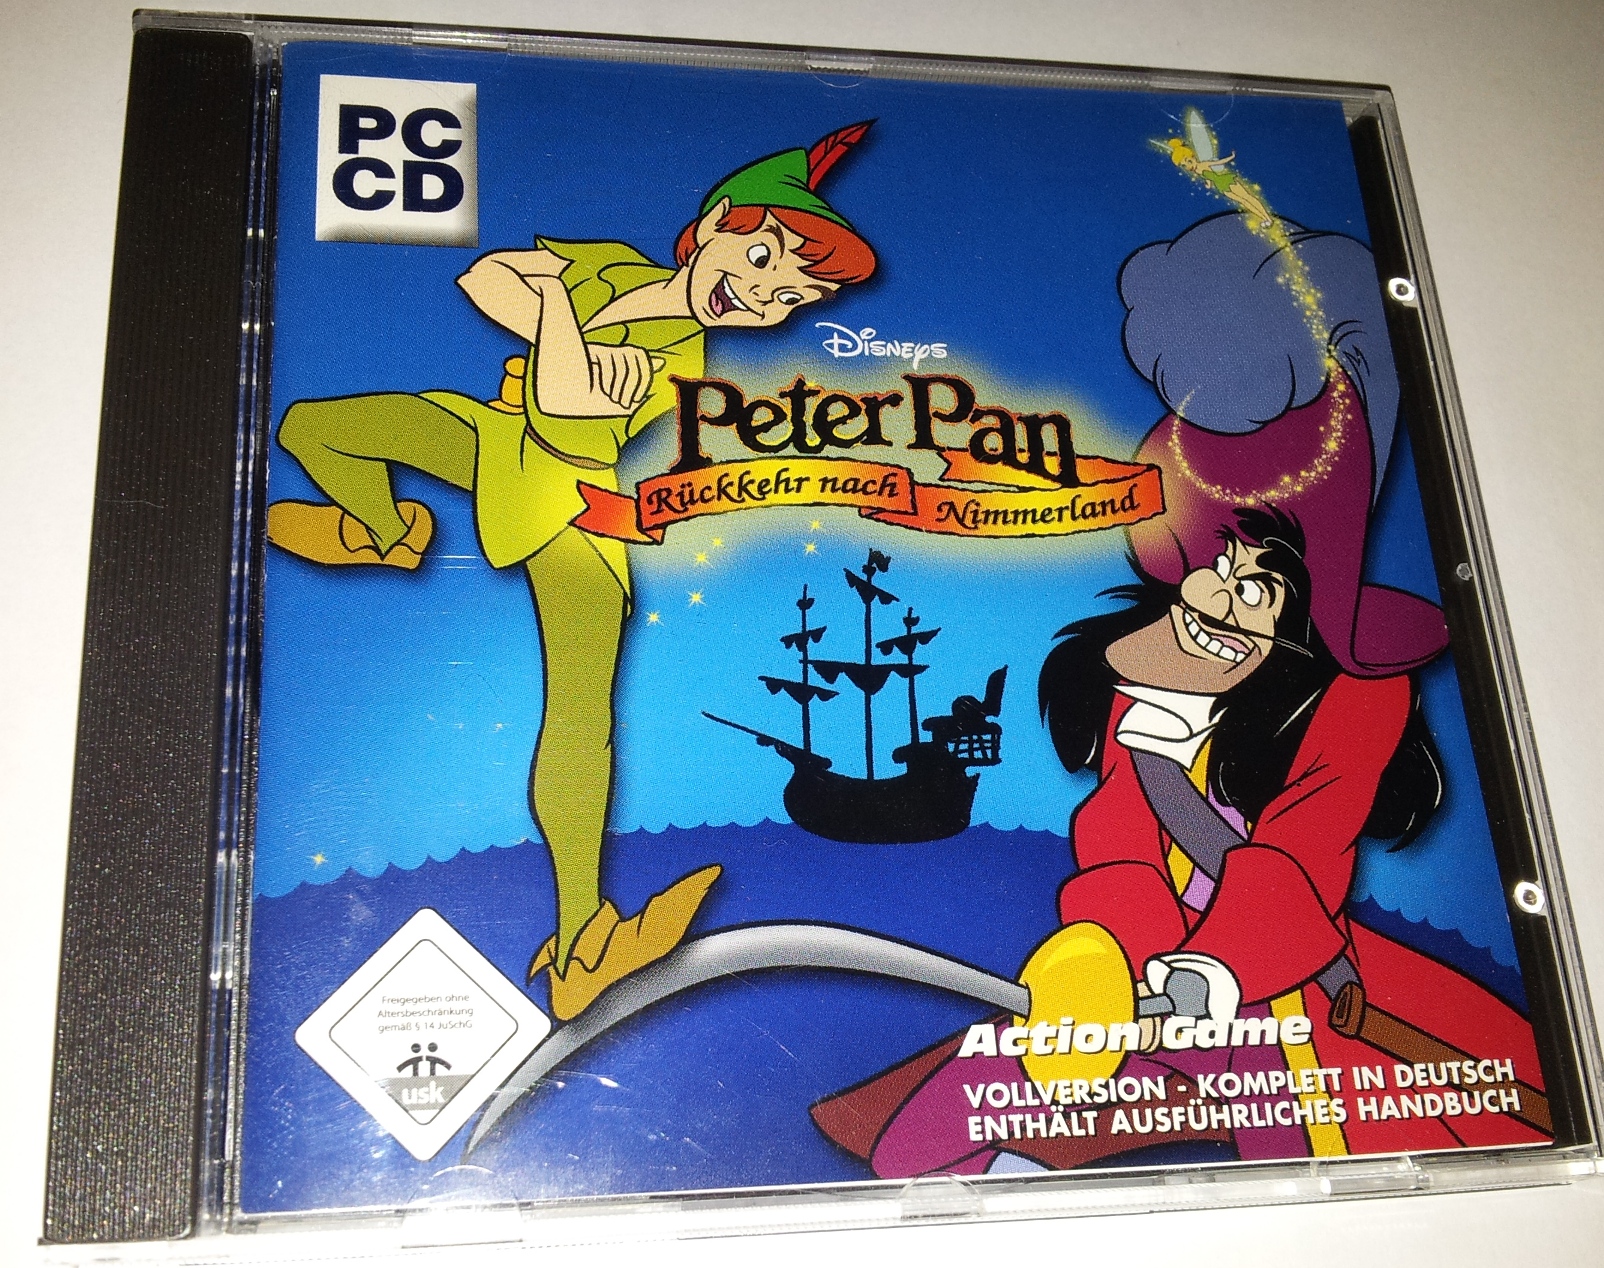 PC
CD
Disneys
Peter Pan
Rückkehr nach Nimmerland
Freigegeben ohne
Altersbeschränkung
gemäß § 14 JuSchG
usk
Action Game
VOLLVERSION - KOMPLETT IN DEUTSCH
ENTHÄLT AUSFÜHRLICHES HANDBUCH